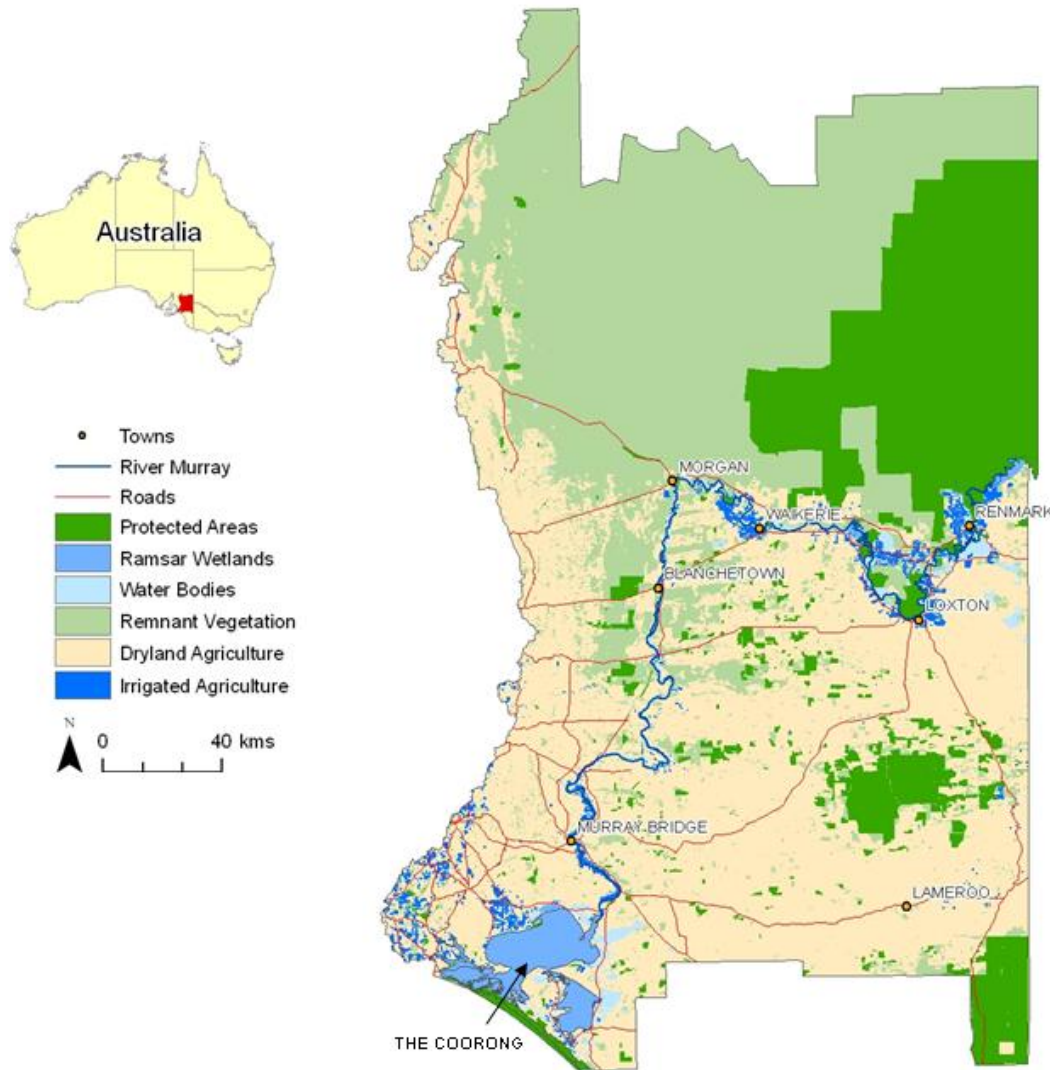 Australia
Towns
River Murray
Roads
Protected Areas
Ramsar Wetlands
Water Bodies
Remnant Vegetation
Dryland Agriculture
Irrigated Agriculture
N
0 40 kms
MORGAN
WAIKERIE
RENMARK
BLANCHETOWN
LOXTON
MURRAY BRIDGE
LAMEROO
THE COORONG